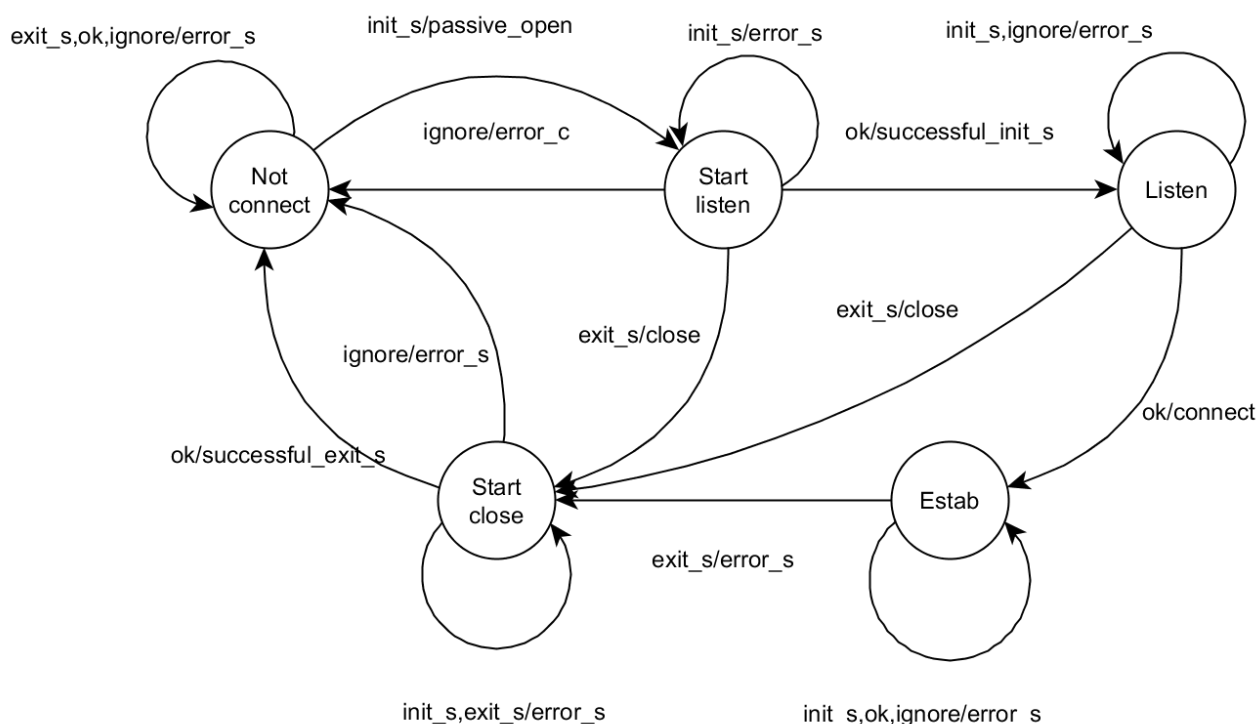 init_s/passive_open
exit_s,ok,ignore/error_s
init_s/error_s
init_s,ignore/error_s
ignore/error_c
ok/successful_init_s
Not
connect
Start
listen
Listen
exit_s/close
exit_s/close
ignore/error_s
ok/connect
ok/successful_exit_s
Start
close
Estab
exit_s/error_s
init_s,exit_s/error_s
init_s,ok,ignore/error_s